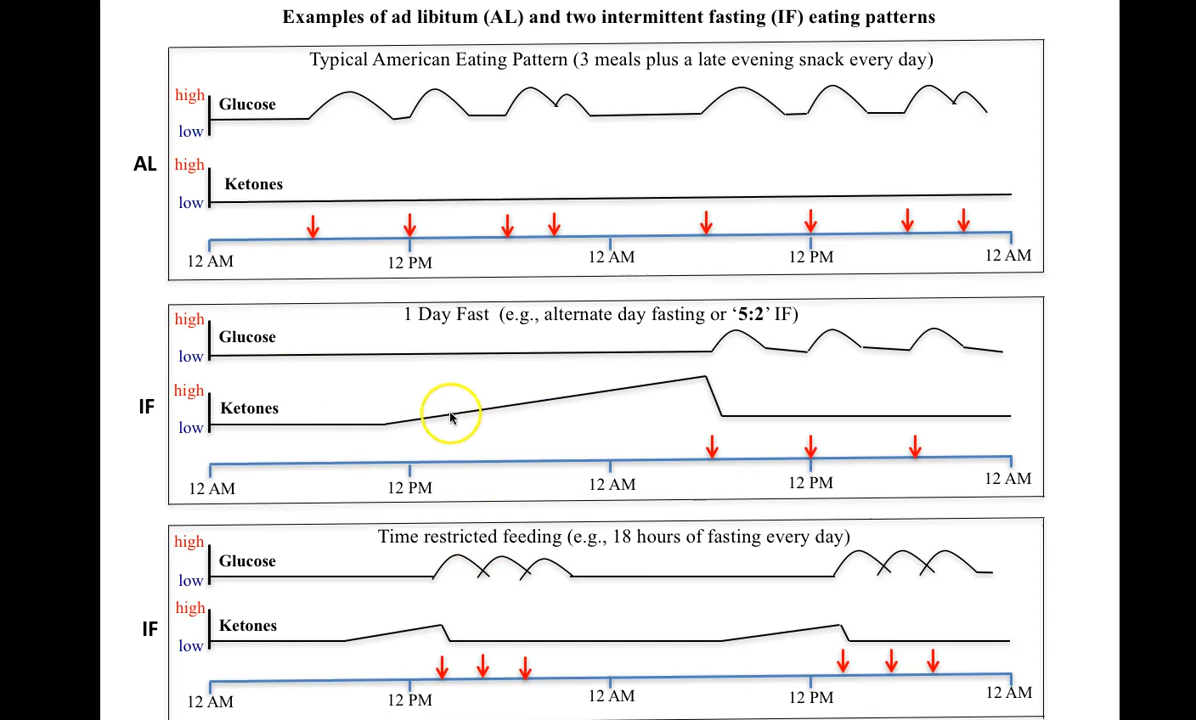 Examples of ad libitum (AL) and two intermittent fasting (IF) eating patterns
Typical American Eating Pattern (3 meals plus a late evening snack every day)
high
Glucose
low
AL
high
Ketones
low
12 AM 12 PM 12 AM 12 PM 12 AM
1 Day Fast (e.g., alternate day fasting or ‘5:2’ IF)
high
Glucose
low
IF
high
Ketones
low
12 AM 12 PM 12 AM 12 PM 12 AM
Time restricted feeding (e.g., 18 hours of fasting every day)
high
Glucose
low
IF
high
Ketones
low
12 AM 12 PM 12 AM 12 PM 12 AM